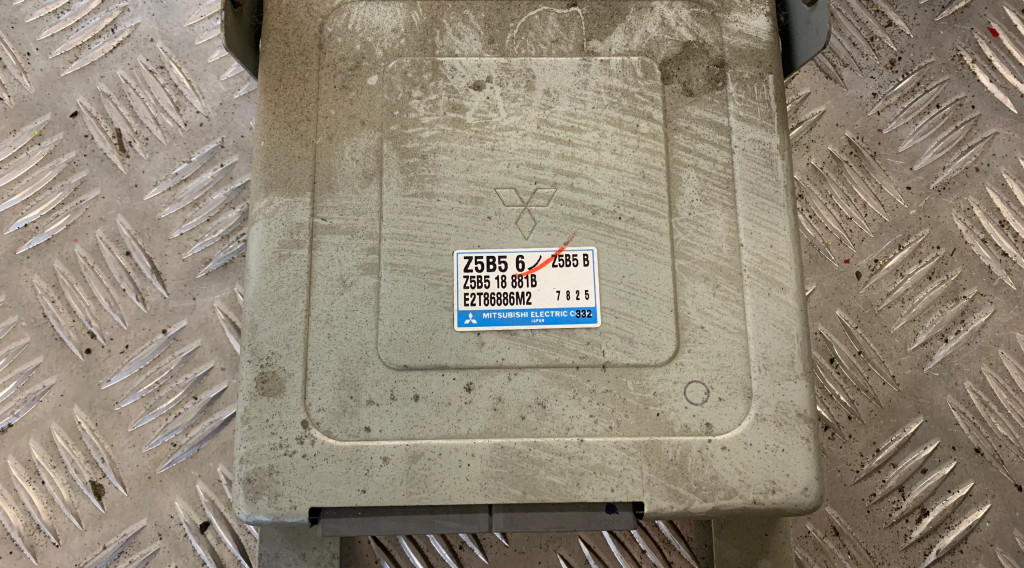 Z5B5 6 Z5B5 B
Z5B5 18 881B
E2T86886M2 7825
MITSUBISHI ELECTRIC C 332
JAPAN